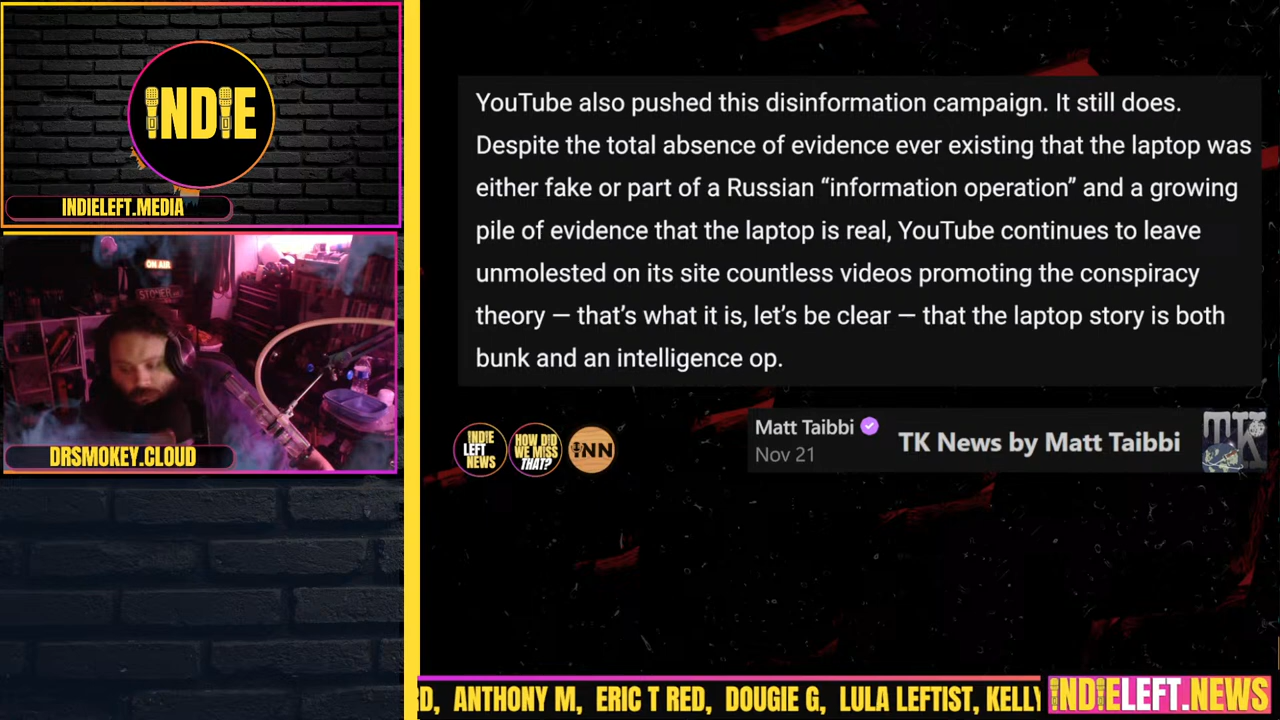 INDIE
INDIELEFT.MEDIA
ON AIR
DRSMOKEY.CLOUD
YouTube also pushed this disinformation campaign. It still does.
Despite the total absence of evidence ever existing that the laptop was
either fake or part of a Russian “information operation” and a growing
pile of evidence that the laptop is real, YouTube continues to leave
unmolested on its site countless videos promoting the conspiracy
theory — that’s what it is, let’s be clear — that the laptop story is both
bunk and an intelligence op.
INDIE
LEFT
NEWS
HOW DID
WE MISS
THAT?
INN
Matt Taibbi
Nov 21
TK News by Matt Taibbi
TK
D, ANTHONY M, ERIC T RED, DOUGIE G, LULA LEFTIST, KELLY
INDIELEFT.NEWS